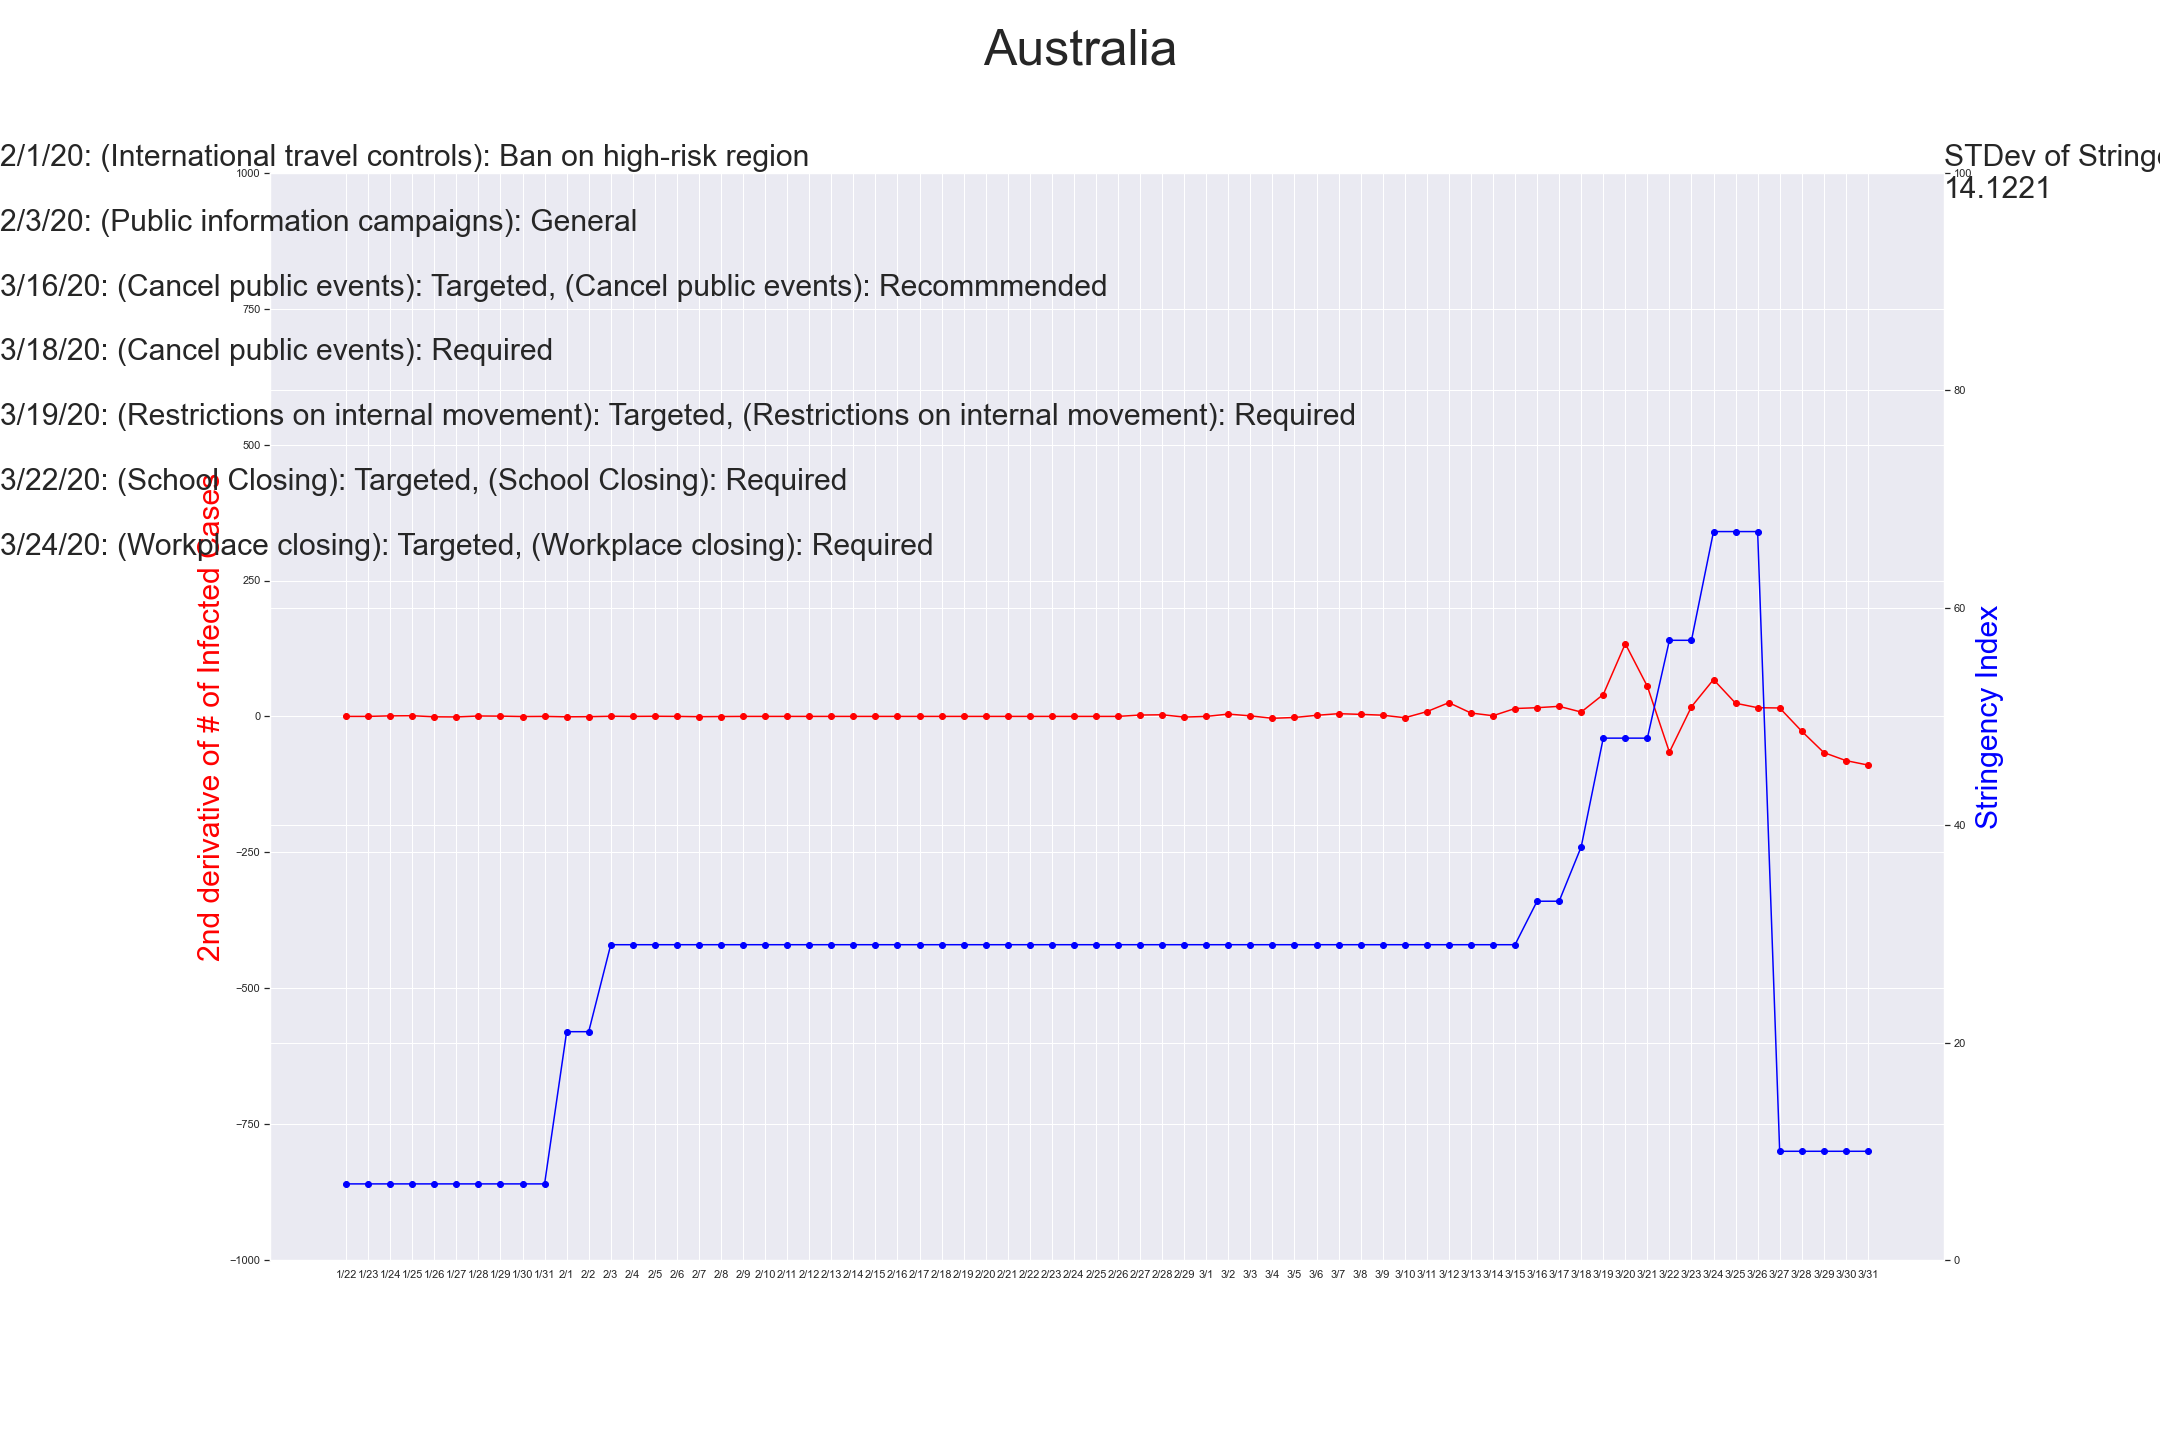 Australia
2/1/20: (International travel controls): Ban on high-risk region
STDev of Stringe
14.1221
2/3/20: (Public information campaigns): General
3/16/20: (Cancel public events): Targeted, (Cancel public events): Recommmended
3/18/20: (Cancel public events): Required
3/19/20: (Restrictions on internal movement): Targeted, (Restrictions on internal movement): Required
3/22/20: (School Closing): Targeted, (School Closing): Required
3/24/20: (Workplace closing): Targeted, (Workplace closing): Required
2nd derivative of # of Infected Cases
1000
750
500
250
0
−250
−500
−750
−1000
100
80
60
40
20
0
Stringency Index
1/22 1/23 1/24 1/25 1/26 1/27 1/28 1/29 1/30 1/31 2/1 2/2 2/3 2/4 2/5 2/6 2/7 2/8 2/9 2/10 2/11 2/12 2/13 2/14 2/15 2/16 2/17 2/18 2/19 2/20 2/21 2/22 2/23 2/24 2/25 2/26 2/27 2/28 2/29 3/1 3/2 3/3 3/4 3/5 3/6 3/7 3/8 3/9 3/10 3/11 3/12 3/13 3/14 3/15 3/16 3/17 3/18 3/19 3/20 3/21 3/22 3/23 3/24 3/25 3/26 3/27 3/28 3/29 3/30 3/31